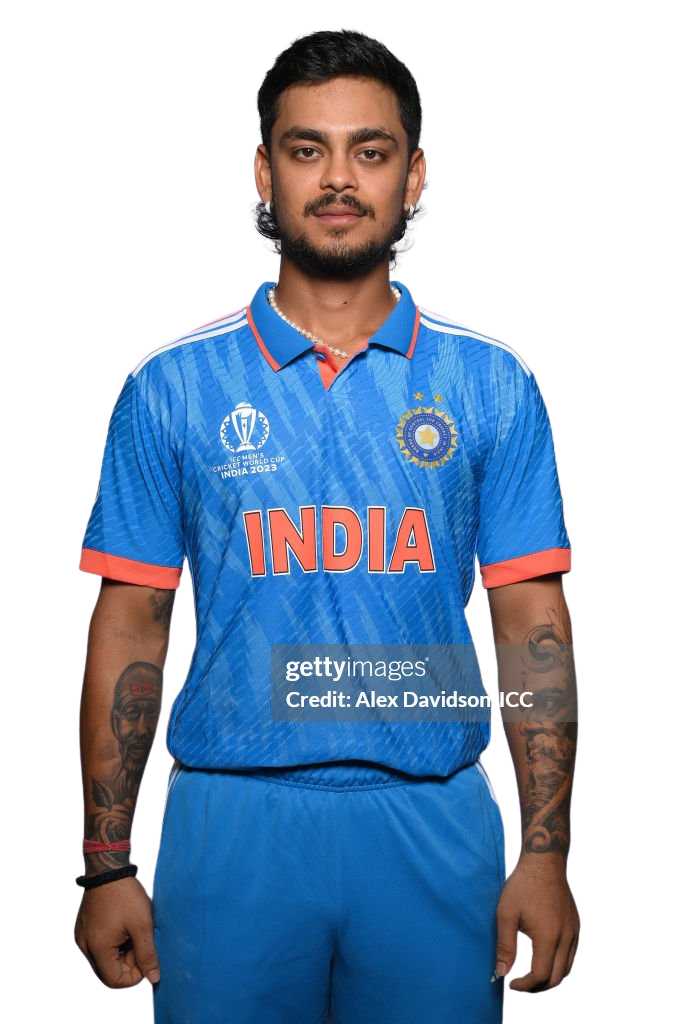 ICC MEN'S
CRICKET WORLD CUP
INDIA 2023
INDIA
gettyimages®
Credit: Alex Davidson-ICC